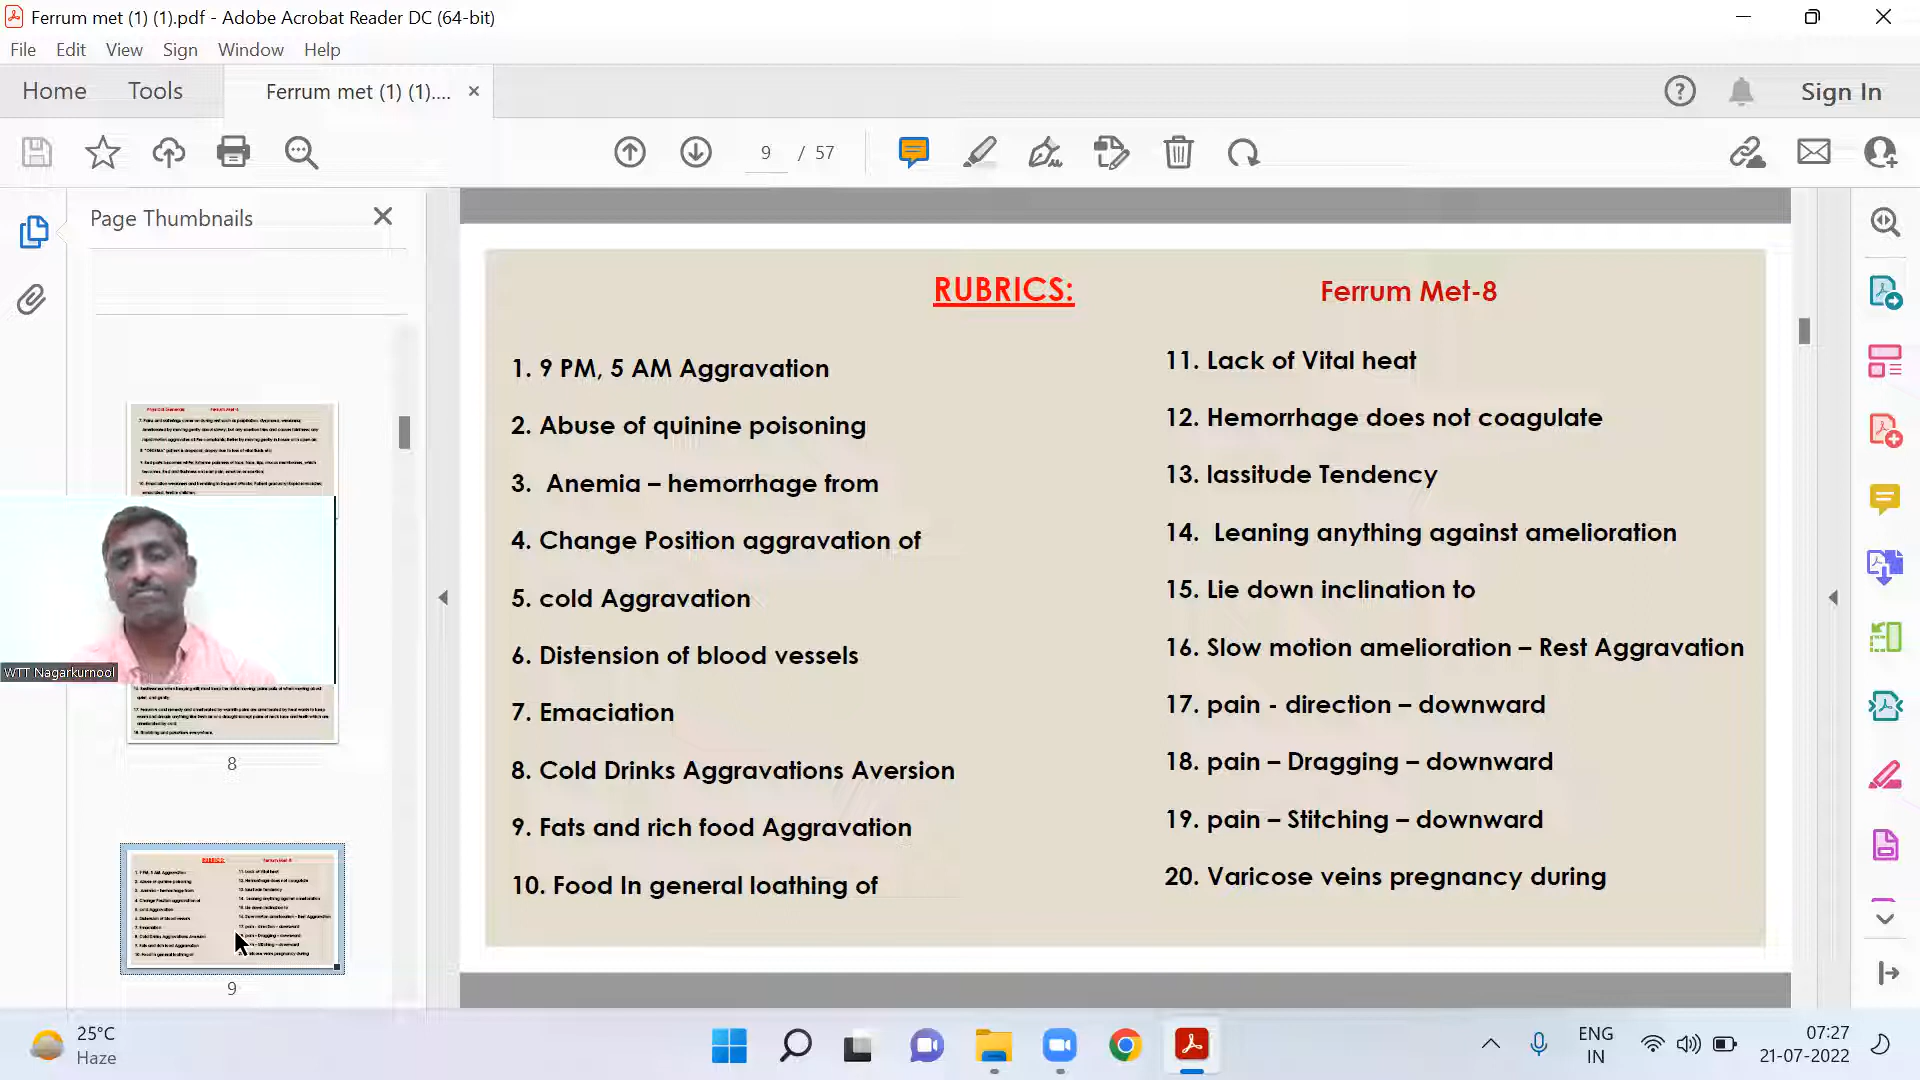 Ferrum met (1) (1).pdf - Adobe Acrobat Reader DC (64-bit)
File Edit View Sign Window Help
Home Tools Ferrum met (1) (1).... Sign In
9 / 57
Page Thumbnails
RUBRICS: Ferrum Met-8
1. 9 PM, 5 AM Aggravation
2. Abuse of quinine poisoning
3. Anemia – hemorrhage from
4. Change Position aggravation of
5. cold Aggravation
6. Distension of blood vessels
7. Emaciation
8. Cold Drinks Aggravations Aversion
9. Fats and rich food Aggravation
10. Food In general loathing of
11. Lack of Vital heat
12. Hemorrhage does not coagulate
13. lassitude Tendency
14. Leaning anything against amelioration
15. Lie down inclination to
16. Slow motion amelioration – Rest Aggravation
17. pain - direction – downward
18. pain – Dragging – downward
19. pain – Stitching – downward
20. Varicose veins pregnancy during
WTT Nagarkurnool
8
9
25°C
Haze
ENG
IN
07:27
21-07-2022